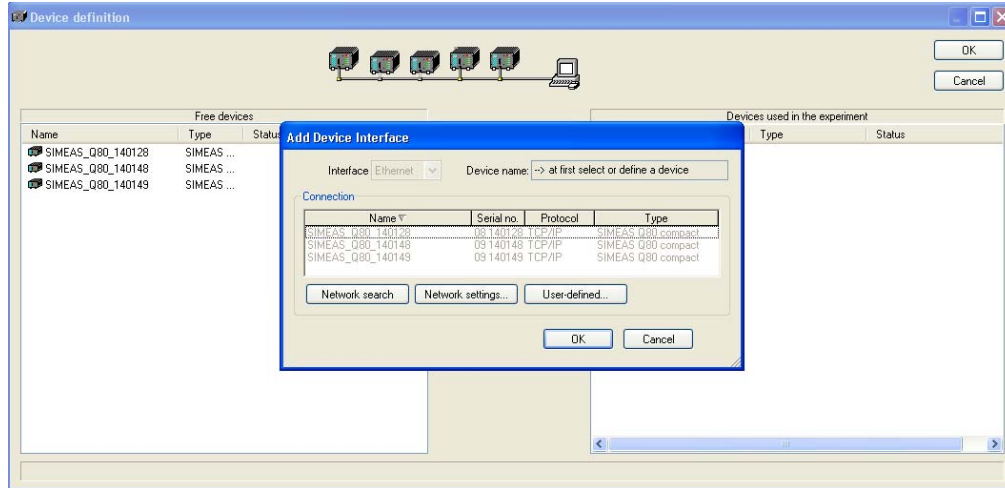 Device definition
OK
Cancel
Free devices
Devices used in the experiment
Name Type Status
Type Status
SIMEAS_Q80_140128 SIMEAS ...
SIMEAS_Q80_140148 SIMEAS ...
SIMEAS_Q80_140149 SIMEAS ...
Add Device Interface
Interface Ethernet Device name: --> at first select or define a device
Connection
Name Serial no. Protocol Type
SIMEAS_Q80_140128 08 140128 TCP/IP SIMEAS Q80 compact
SIMEAS_Q80_140148 09 140148 TCP/IP SIMEAS Q80 compact
SIMEAS_Q80_140149 09 140149 TCP/IP SIMEAS Q80 compact
Network search Network settings... User-defined...
OK Cancel